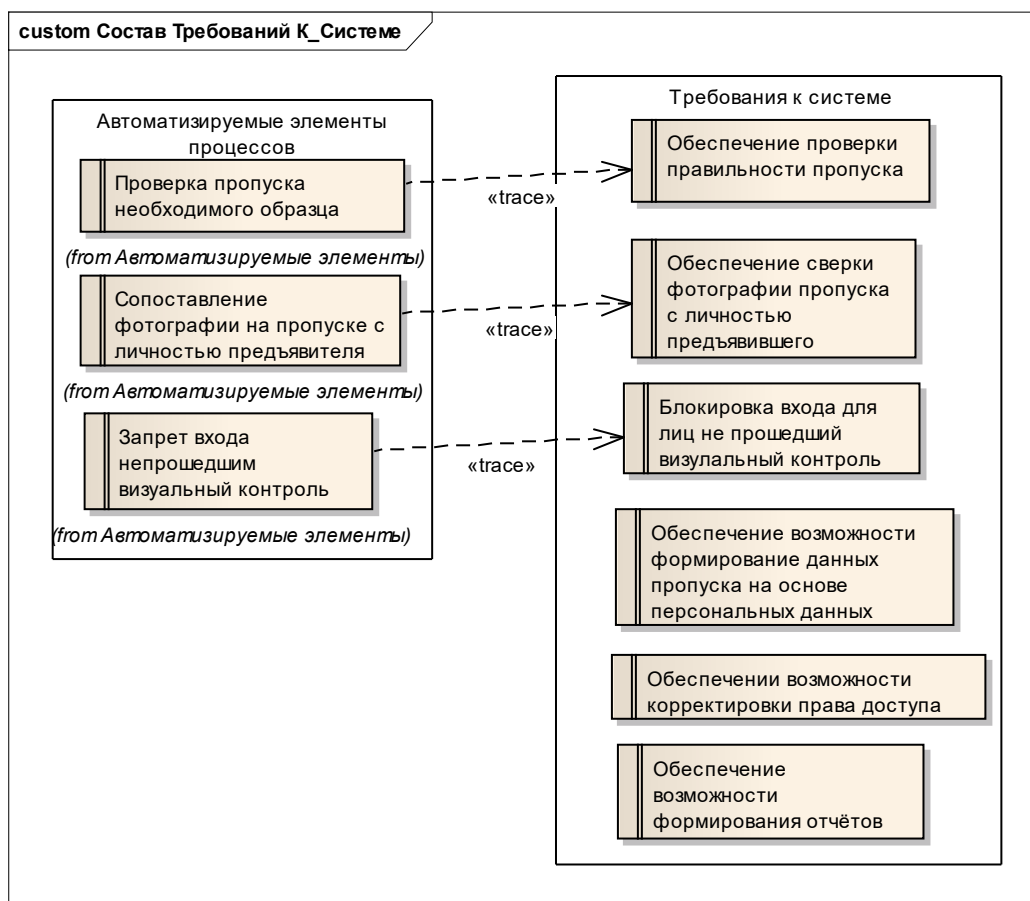 custom Состав Требований К_Системе
Автоматизируемые элементы
процессов
Проверка пропуска
необходимого образца
(from Автоматизируемые элементы)
Сопоставление
фотографии на пропуске с
личностью предъявителя
(from Автоматизируемые элементы)
Запрет входа
непрошедшим
визуальный контроль
(from Автоматизируемые элементы)
«trace»
«trace»
«trace»
Требования к системе
Обеспечение проверки
правильности пропуска
Обеспечение сверки
фотографии пропуска
с личностью
предъявившего
Блокировка входа для
лиц не прошедший
визулальный контроль
Обеспечение возможности
формирование данных
пропуска на основе
персональных данных
Обеспечении возможности
корректировки права доступа
Обеспечение
возможности
формирования отчётов